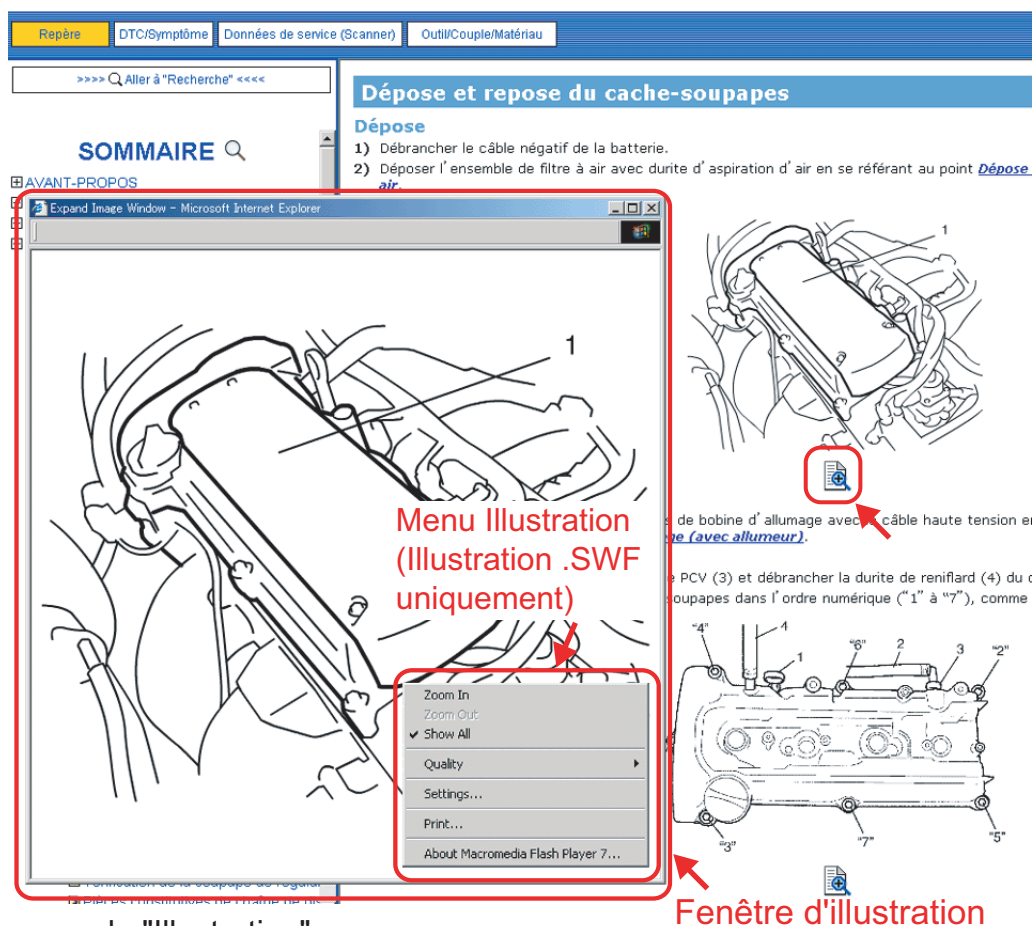 Repère
DTC/Symptôme
Données de service (Scanner)
Outil/Couple/Matériau
>>>> Aller à "Recherche" <<<<
SOMMAIRE
AVANT-PROPOS
Dépose et repose du cache-soupapes
Dépose
1) Débrancher le câble négatif de la batterie.
2) Déposer l'ensemble de filtre à air avec durite d'aspiration d'air en se référant au point Dépose
air.
Expand Image Window - Microsoft Internet Explorer
1
1
Menu Illustration
(Illustration .SWF
uniquement)
Zoom In
Zoom Out
Show All
Quality
Settings...
Print...
About Macromedia Flash Player 7...
de bobine d'allumage avec câble haute tension
(avec allumeur).
PCV (3) et débrancher la durite de reniflard (4) du
soupapes dans l'ordre numérique ("1" à "7"), comme
"4"
4
1
"6"
2
3
"2"
"3"
"7"
"5"
Fenêtre d'illustration
"Illustration"